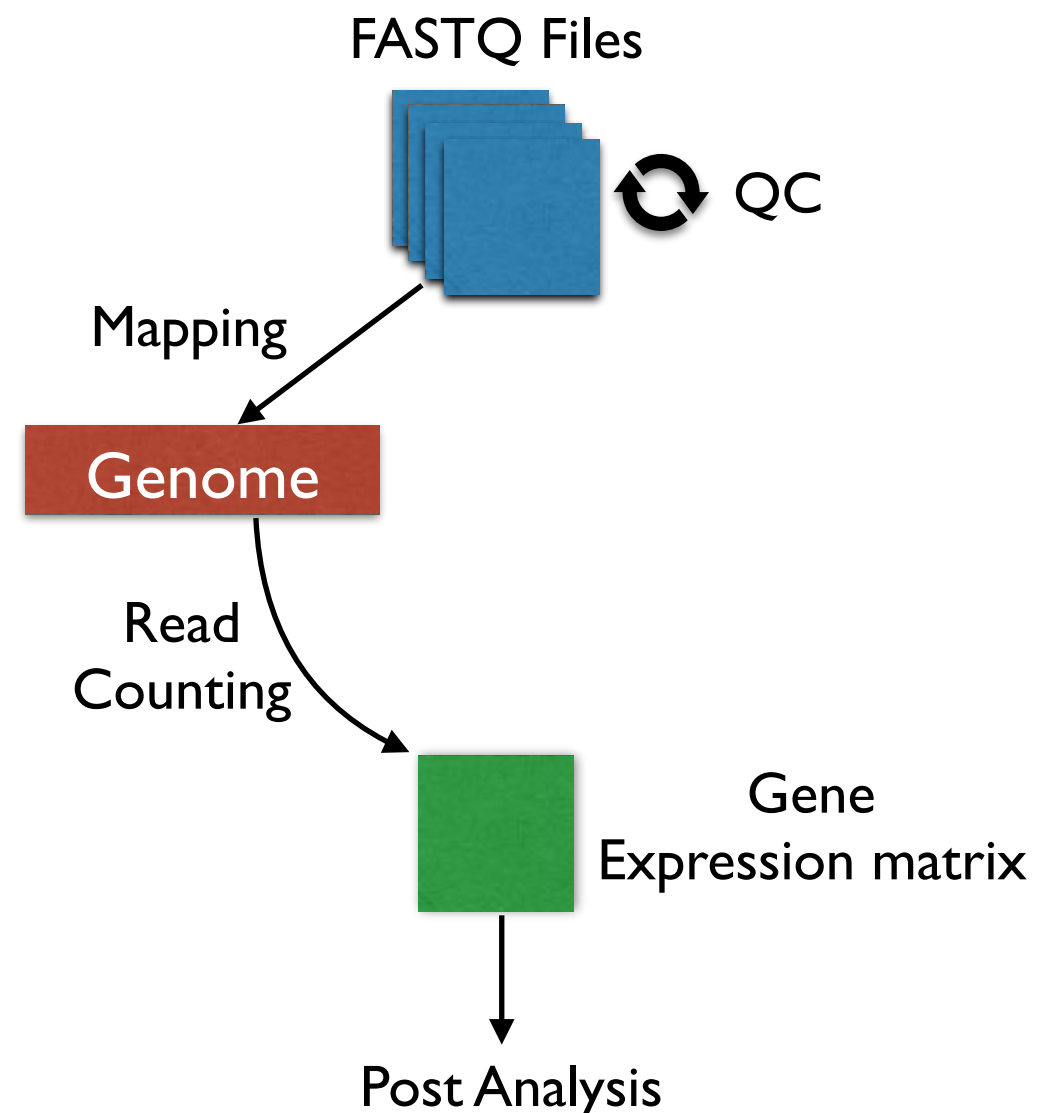 FASTQ Files
QC
Mapping
Genome
Read
Counting
Gene
Expression matrix
Post Analysis